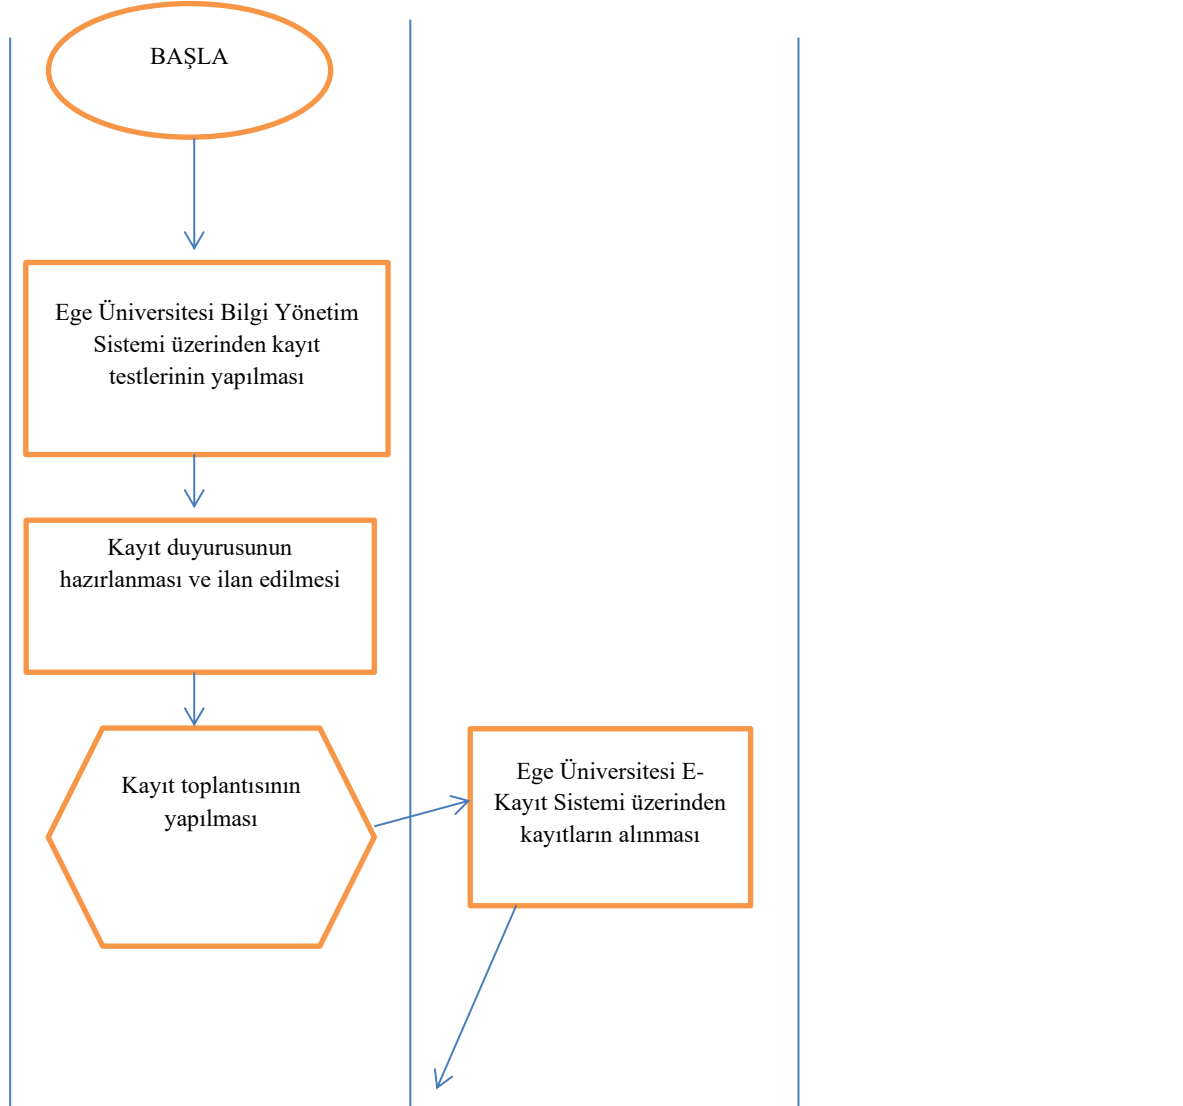 BAŞLA
Ege Üniversitesi Bilgi Yönetim
Sistemi üzerinden kayıt
testlerinin yapılması
Kayıt duyurusunun
hazırlanması ve ilan edilmesi
Kayıt toplantısının
yapılması
Ege Üniversitesi E-
Kayıt Sistemi üzerinden
kayıtların alınması